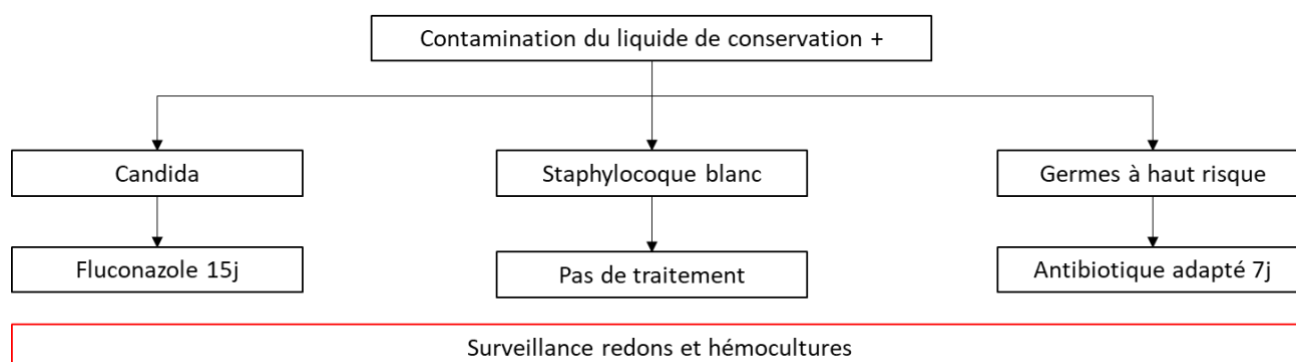 Contamination du liquide de conservation +
Candida
Staphylocoque blanc
Germes à haut risque
Fluconazole 15j
Pas de traitement
Antibiotique adapté 7j
Surveillance redons et hémocultures